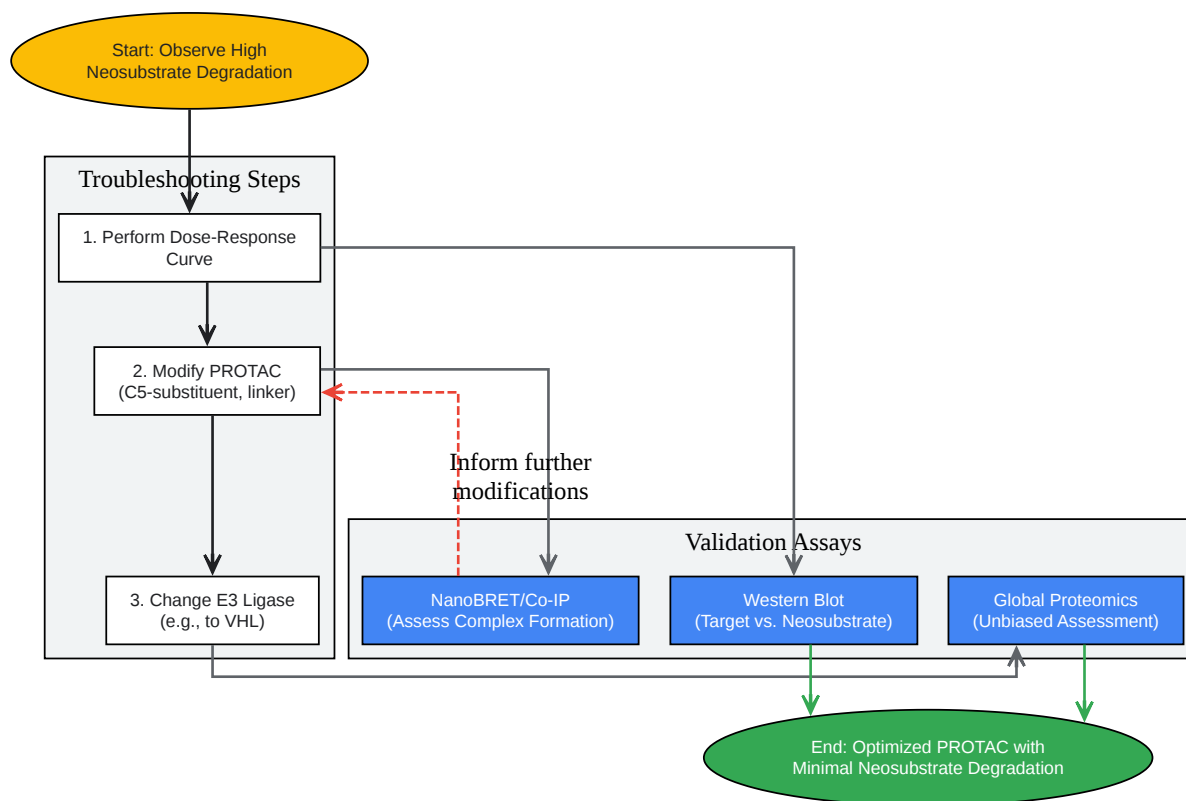 Start: Observe High
Neosubstrate Degradation
Troubleshooting Steps
1. Perform Dose-Response
Curve
2. Modify PROTAC
(C5-substituent, linker)
Inform further
modifications
Validation Assays
3. Change E3 Ligase
(e.g., to VHL)
NanoBRET/Co-IP
(Assess Complex Formation)
Western Blot
(Target vs. Neosubstrate)
Global Proteomics
(Unbiased Assessment)
End: Optimized PROTAC with
Minimal Neosubstrate Degradation